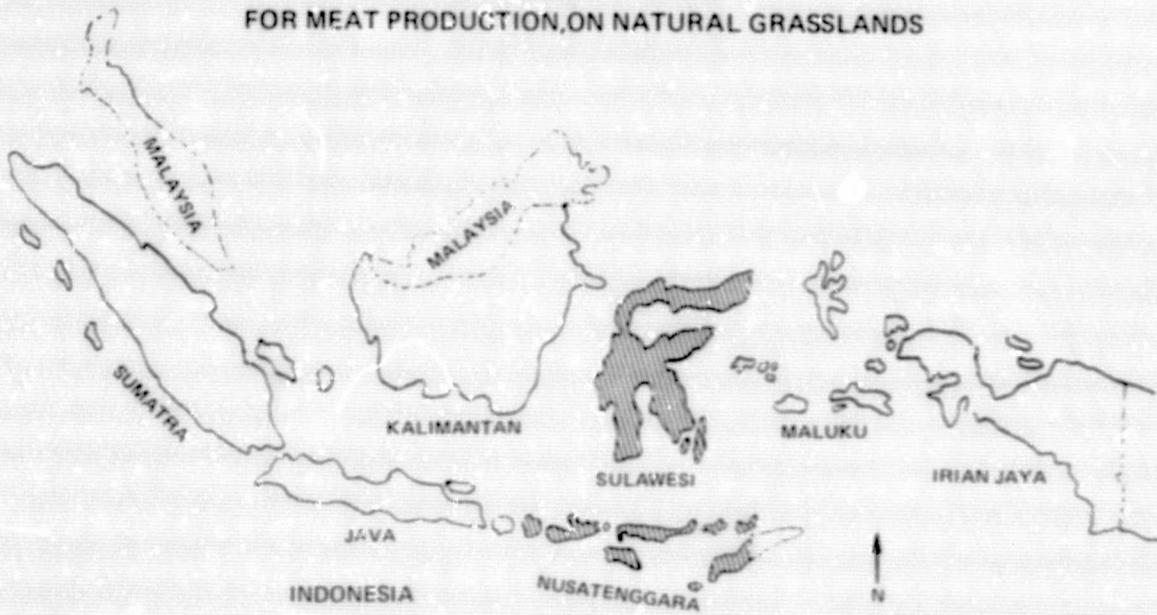 FOR MEAT PRODUCTION,ON NATURAL GRASSLANDS
MALAYSIA
MALAYSIA
SUMATRA
KALIMANTAN
MALUKU
SULAWESI
IRIAN JAYA
JAVA
INDONESIA
NUSATENGGARA
N